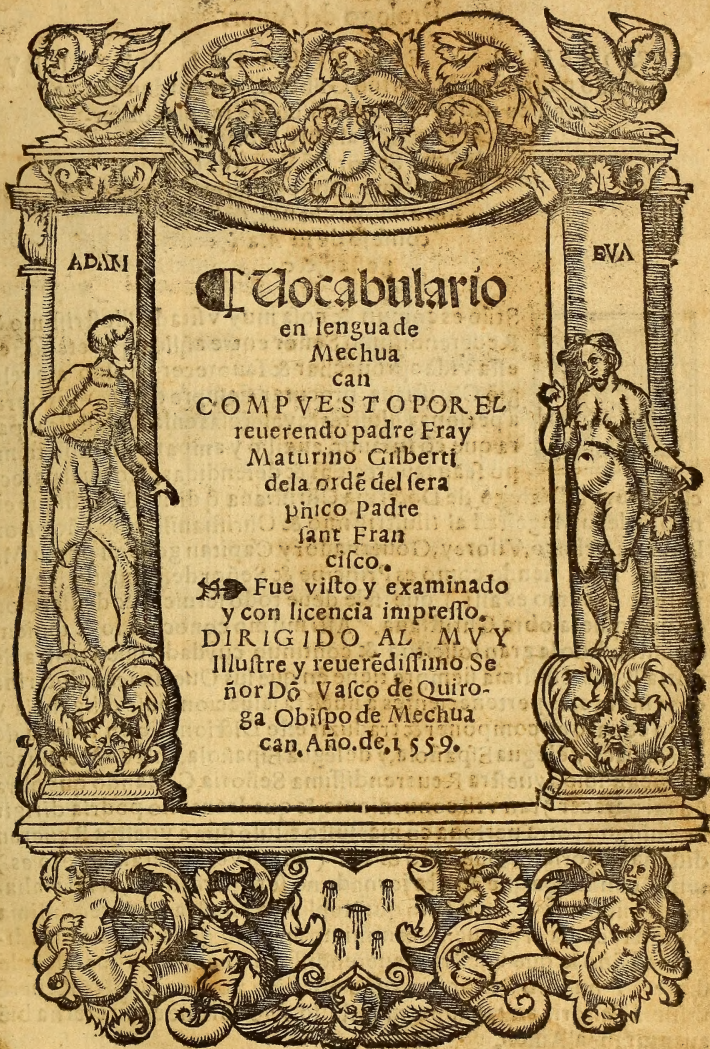 ADAM
EVA
¶ Uocabulario
en lengua de
Mechua
can
COMPVESTO POR EL
reuerendo padre Fray
Maturino Gilberti
dela ordẽ del ſera
phico Padre
ſant Fran
ciſco.
Fue viſto y examinado
y con licencia impreſſo.
DIRIGIDO AL MVY
Illuſtre y reuerẽdiſſimo Se
ñor Dõ Vaſco de Quiro-
ga Obiſpo de Mechua
can. Año. de. 1559.